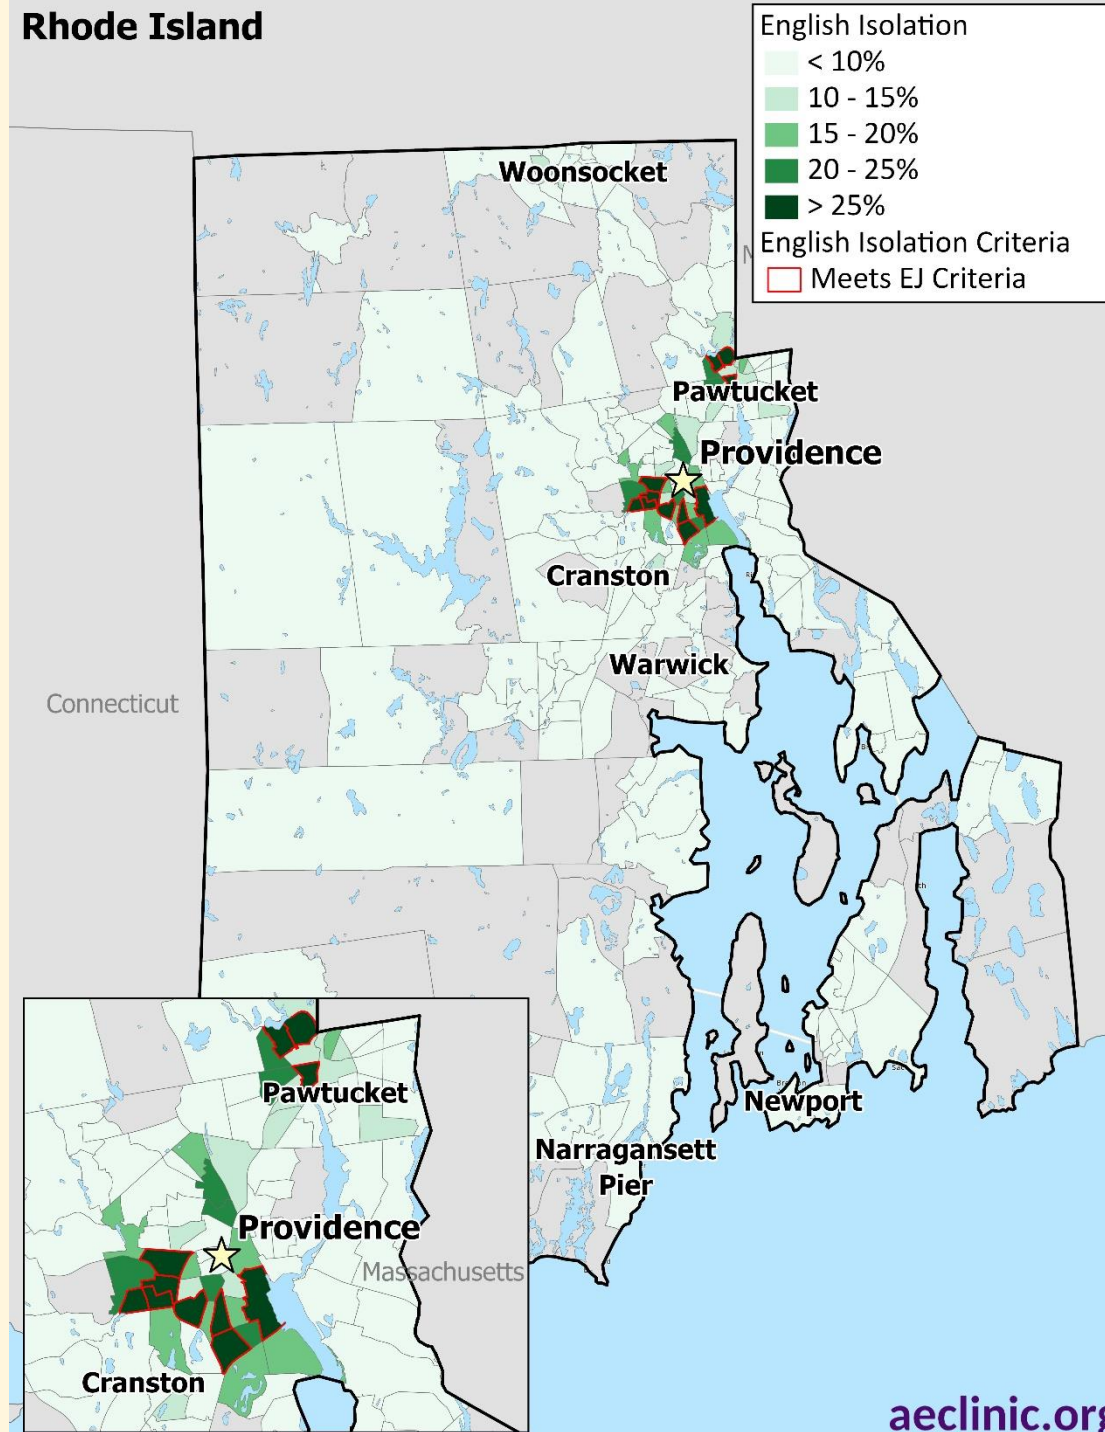 Rhode Island
English Isolation
< 10%
10 - 15%
15 - 20%
20 - 25%
> 25%
English Isolation Criteria
Meets EJ Criteria
Woonsocket
Pawtucket
Providence
Cranston
Warwick
Connecticut
Newport
Narragansett
Pier
Pawtucket
Providence
Massachusetts
Cranston
aeclinic.org